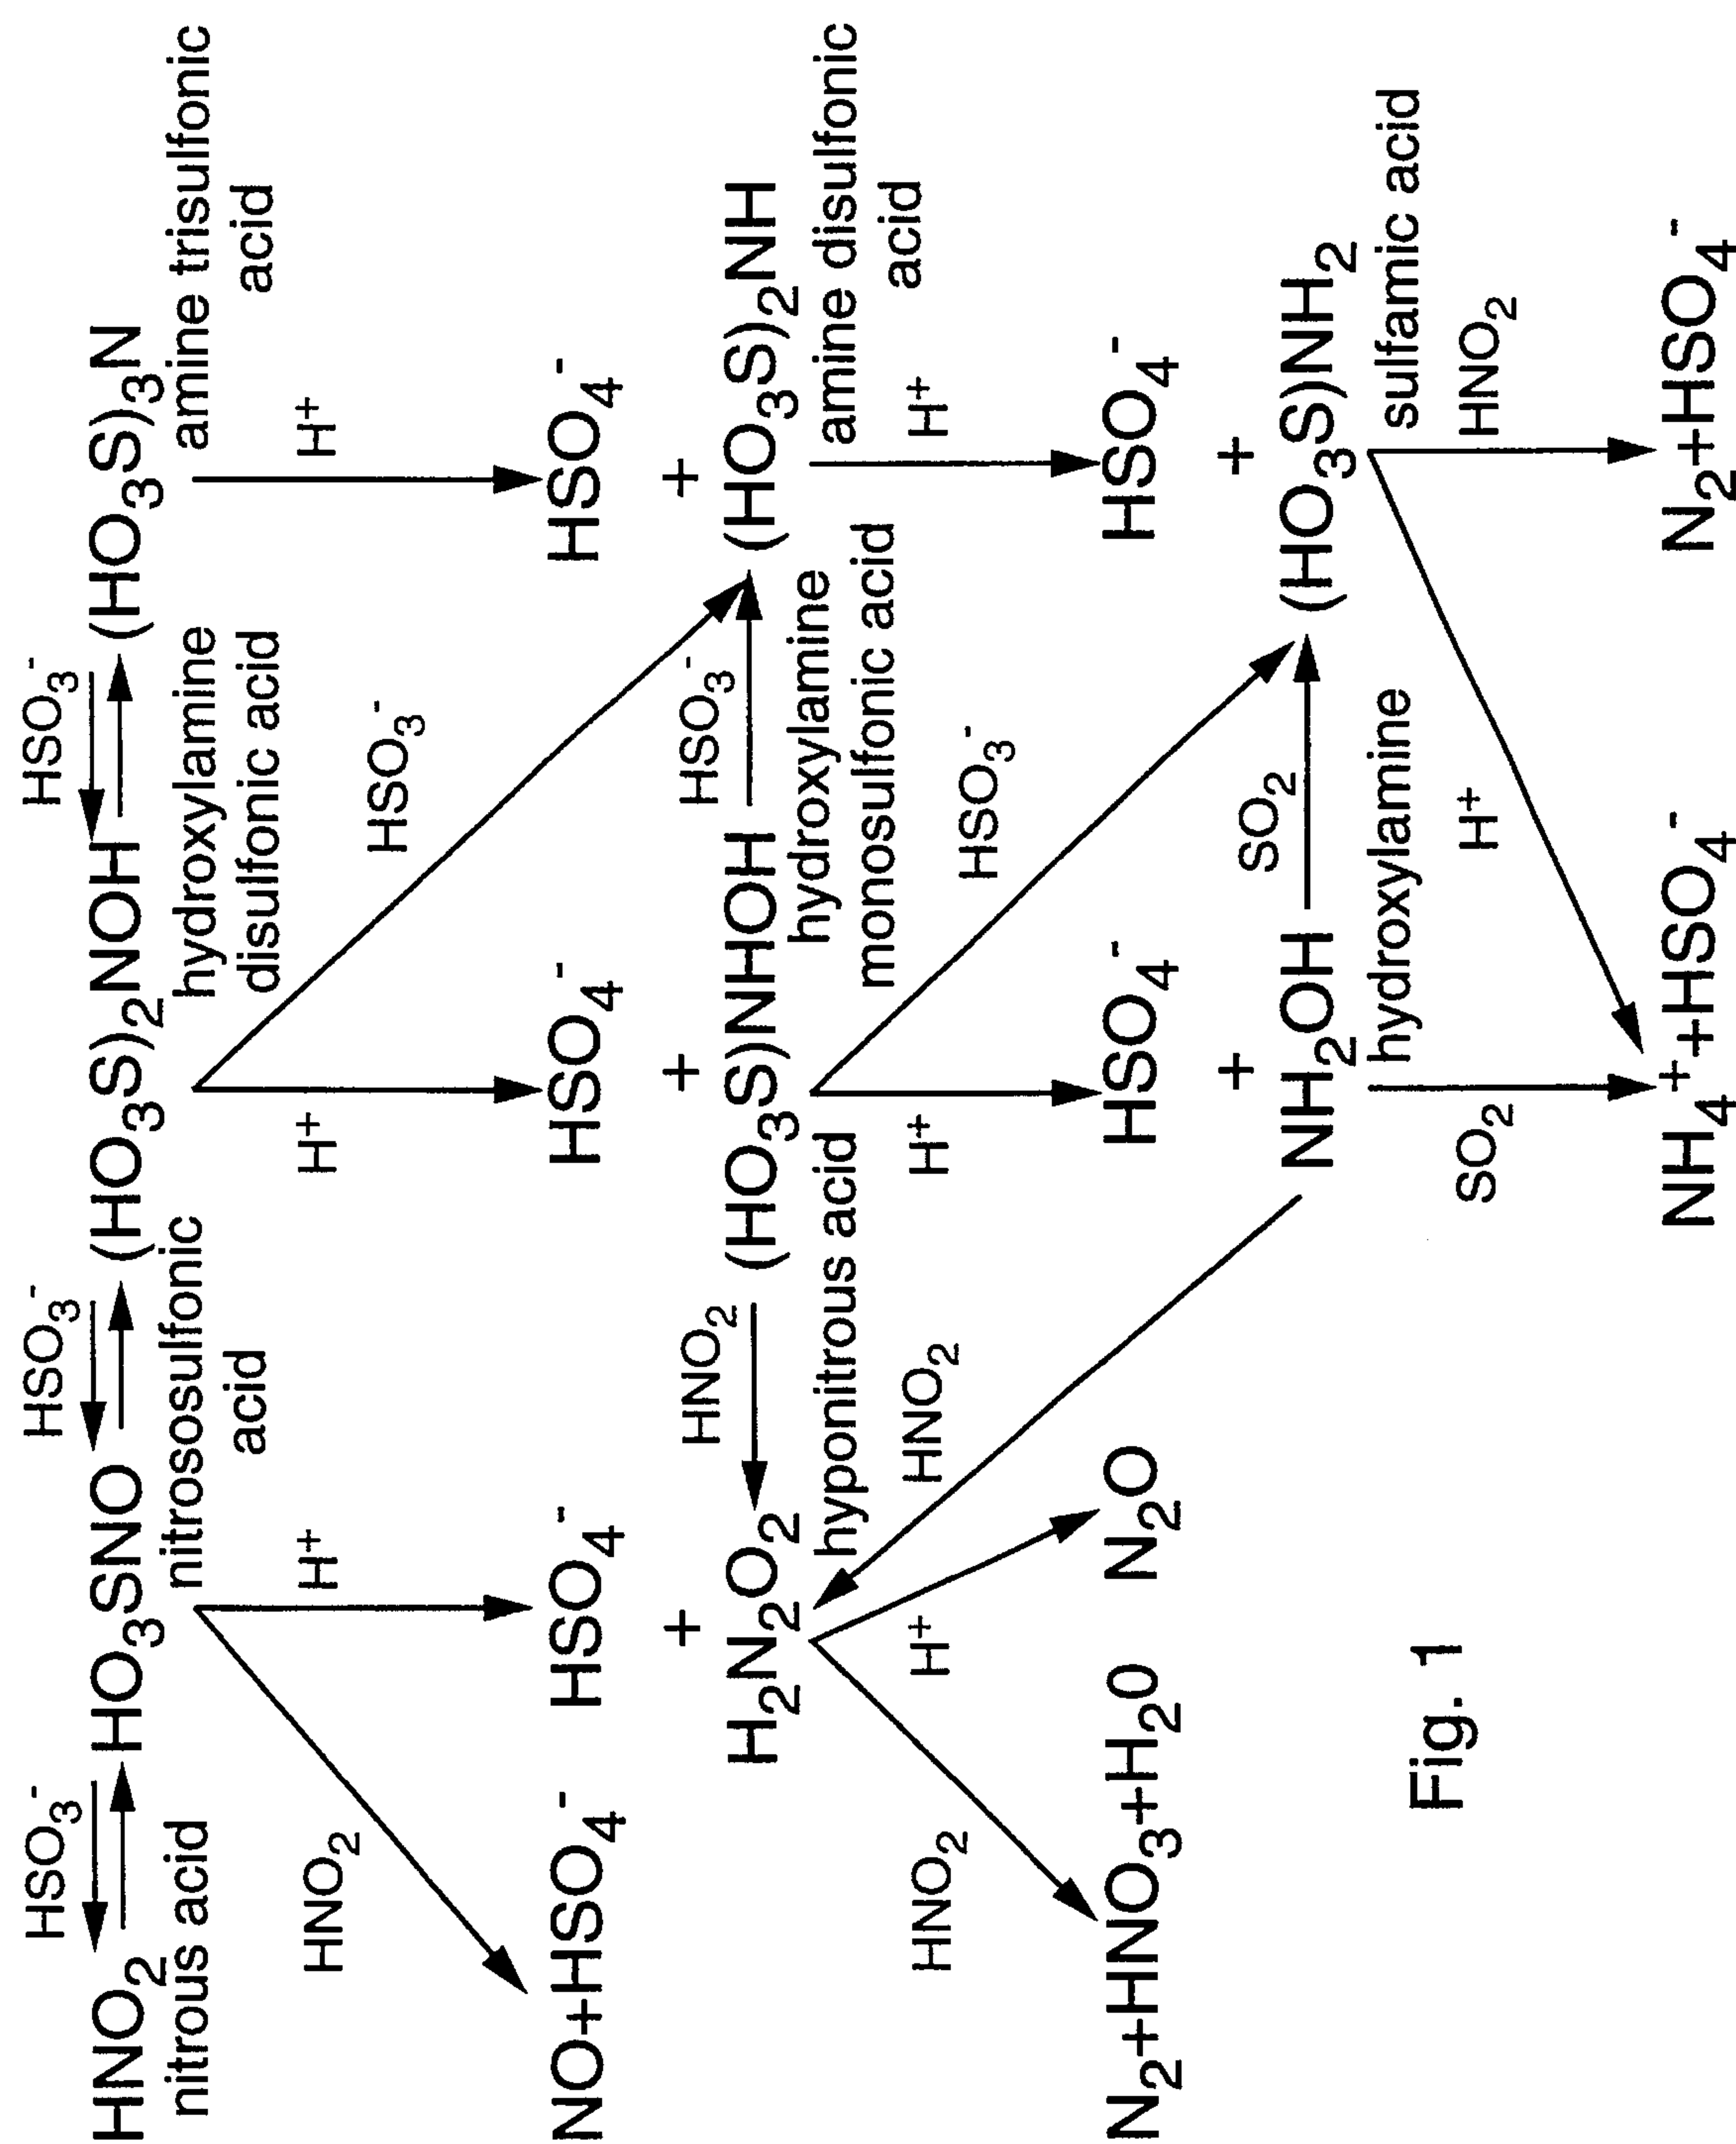 HSO₃⁻ HSO₃⁻ HSO₃⁻
HNO₂ HO₃SNO (HO₃S)₂NOH (HO₃S)₃N
nitrous acid nitrososulfonic hydroxylamine amine trisulfonic
acid disulfonic acid acid
HNO₂ H⁺ H⁺ HSO₃⁻ H⁺
NO+HSO₄⁻ HSO₄⁻ HSO₄⁻ HSO₄⁻
+ + +
HNO₂ HSO₃⁻
H₂N₂O₂ (HO₃S)NHOH (HO₃S)₂NH
hyponitrous acid hydroxylamine amine disulfonic
monosulfonic acid acid
HNO₂ H⁺ HNO₂ H⁺ HSO₃⁻ H⁺
N₂+HNO₃+H₂0 N₂O HSO₄⁻ HSO₄⁻
+ +
SO₂
NH₂OH (HO₃S)NH₂
hydroxylamine sulfamic acid
Fig. 1
SO₂ H⁺ HNO₂
NH₄⁺+HSO₄⁻ N₂+HSO₄⁻